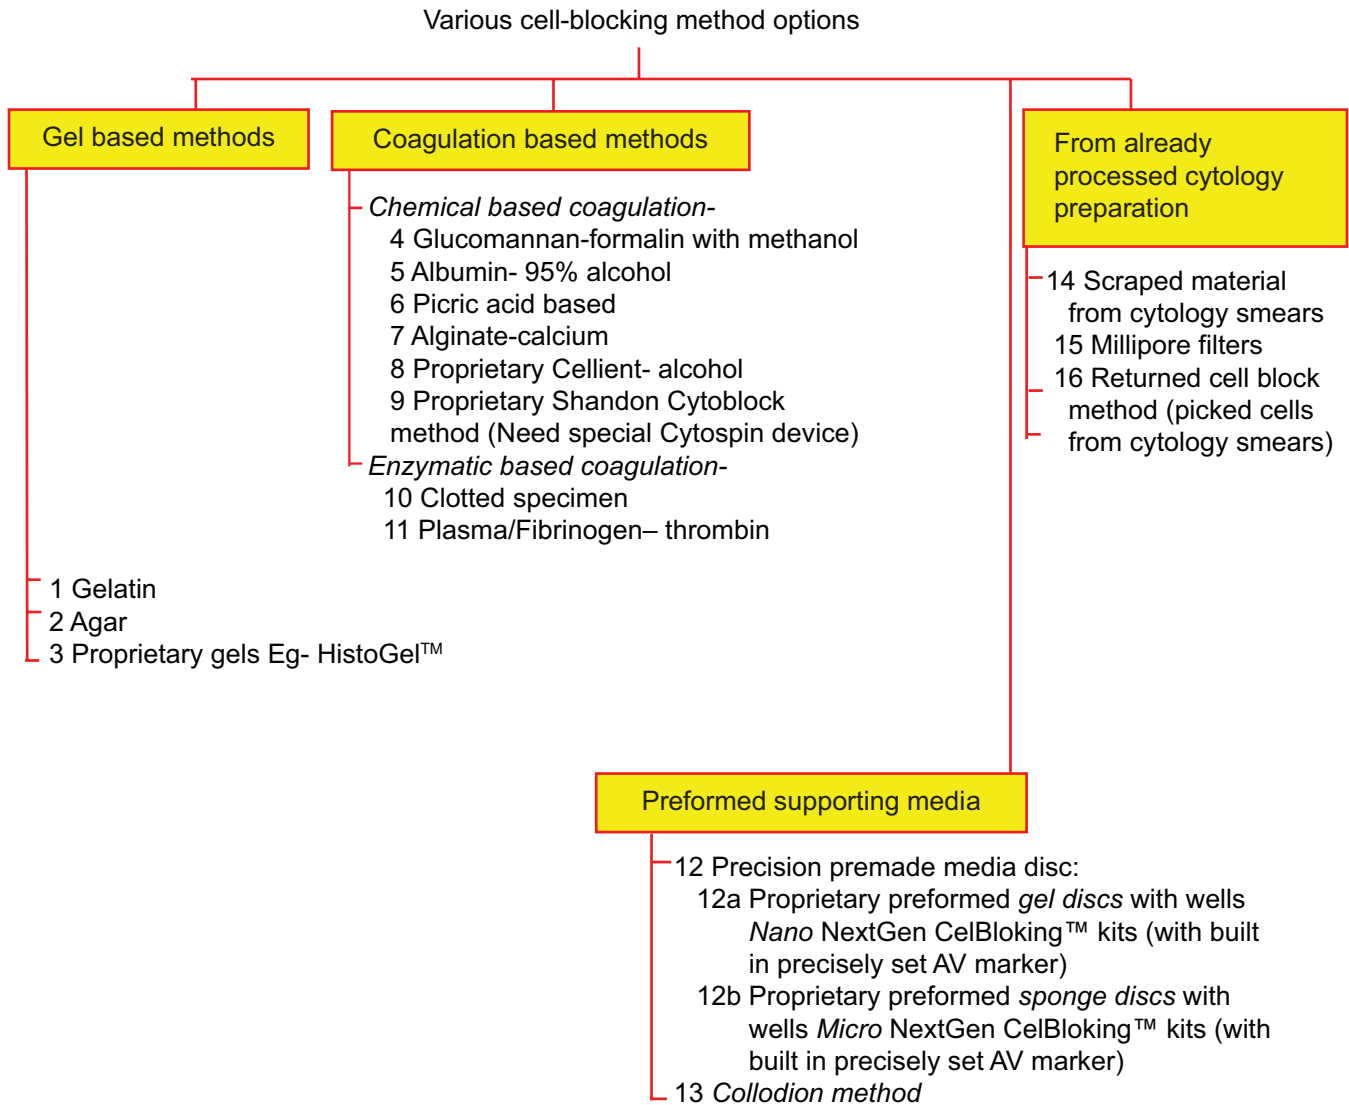 Various cell-blocking method options
Gel based methods
Coagulation based methods
From already
processed cytology
preparation
Chemical based coagulation-
4 Glucomannan-formalin with methanol
5 Albumin- 95% alcohol
6 Picric acid based
7 Alginate-calcium
8 Proprietary Cellient- alcohol
9 Proprietary Shandon Cytoblock
method (Need special Cytospin device)
Enzymatic based coagulation-
10 Clotted specimen
11 Plasma/Fibrinogen– thrombin
14 Scraped material
from cytology smears
15 Millipore filters
16 Returned cell block
method (picked cells
from cytology smears)
1 Gelatin
2 Agar
3 Proprietary gels Eg- HistoGel™
Preformed supporting media
12 Precision premade media disc:
12a Proprietary preformed gel discs with wells
Nano NextGen CelBloking™ kits (with built
in precisely set AV marker)
12b Proprietary preformed sponge discs with
wells Micro NextGen CelBloking™ kits (with
built in precisely set AV marker)
13 Collodion method